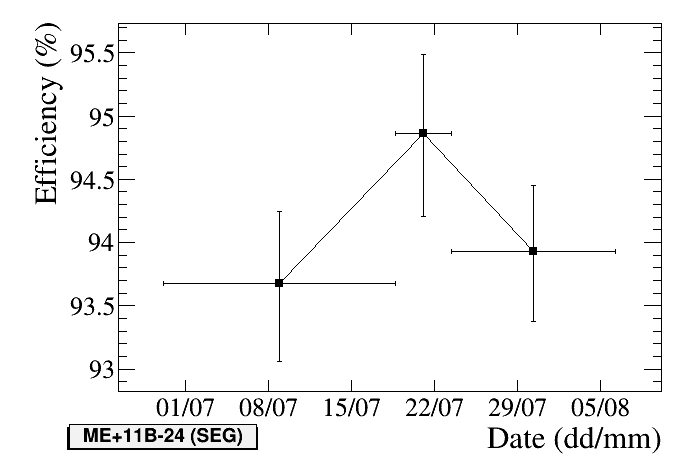 Efficiency (%)
95.5
95
94.5
94
93.5
93
01/07 08/07 15/07 22/07 29/07 05/08
ME+11B-24 (SEG)
Date (dd/mm)